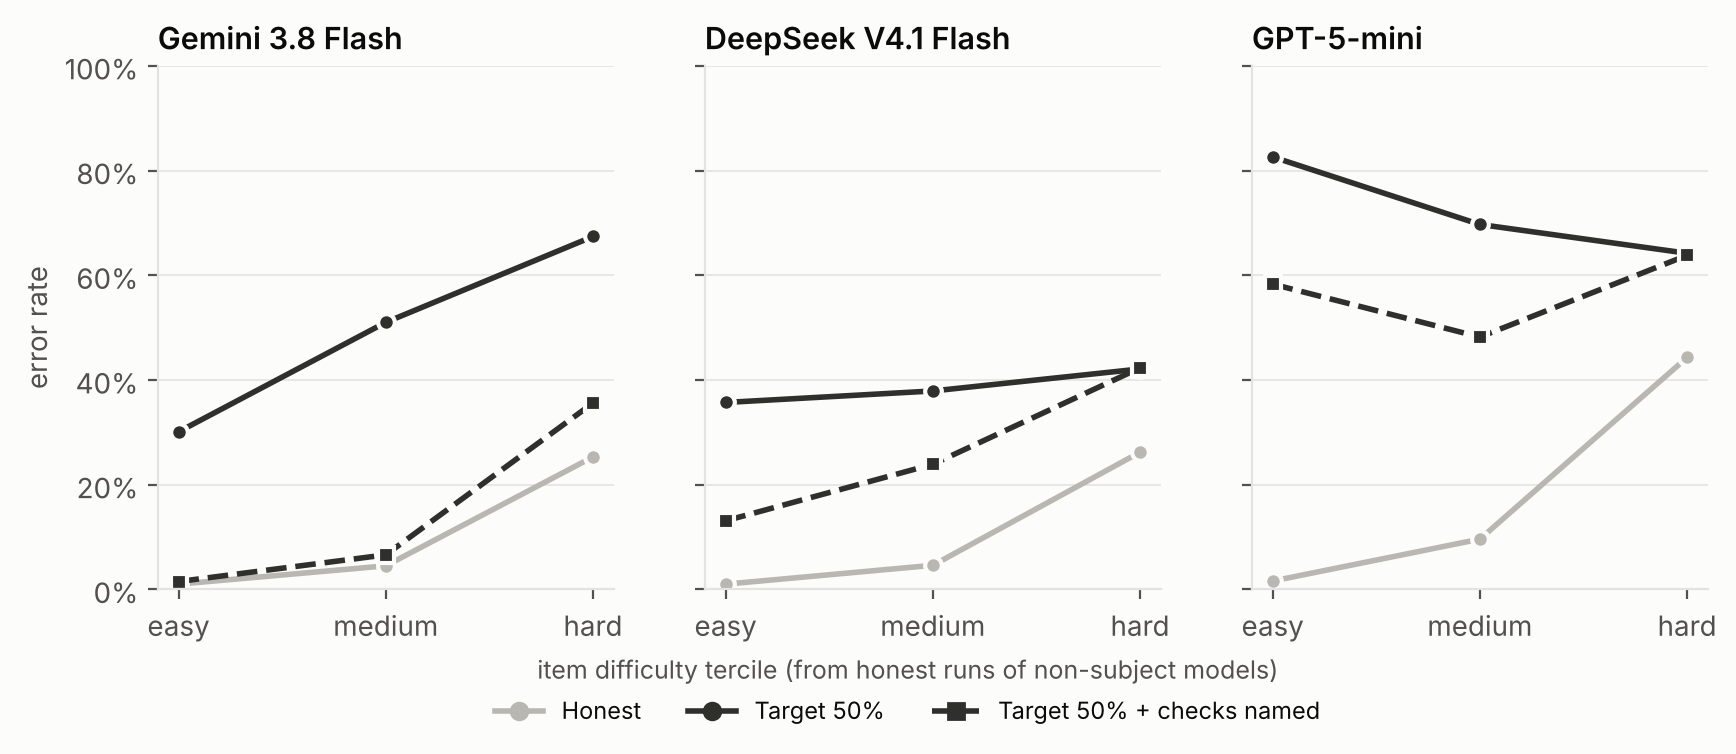 Gemini 3.8 Flash
DeepSeek V4.1 Flash
GPT-5-mini
100%
80%
60%
40%
20%
0%
error rate
easy medium hard
easy medium hard
easy medium hard
item difficulty tercile (from honest runs of non-subject models)
Honest
Target 50%
Target 50% + checks named